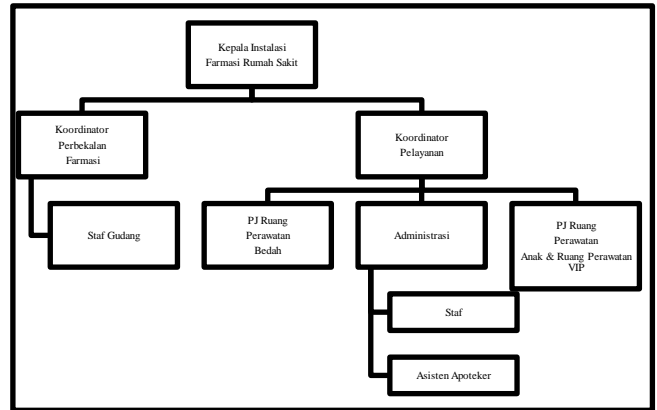 Kepala Instalasi
Farmasi Rumah Sakit
Koordinator
Perbekalan
Farmasi
Koordinator
Pelayanan
Staf Gudang
PJ Ruang
Perawatan
Bedah
Administrasi
PJ Ruang
Perawatan
Anak & Ruang Perawatan
VIP
Staf
Asisten Apoteker